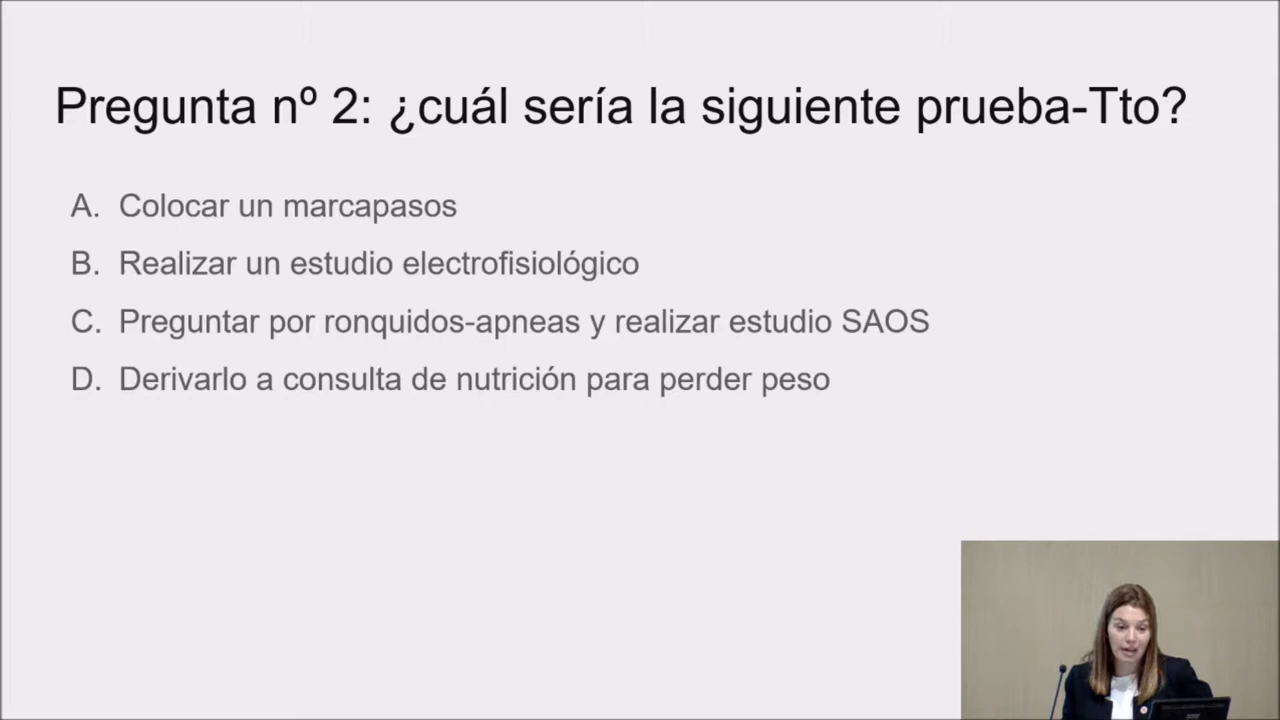 Pregunta nº 2: ¿cuál sería la siguiente prueba-Tto?
A. Colocar un marcapasos
B. Realizar un estudio electrofisiológico
C. Preguntar por ronquidos-apneas y realizar estudio SAOS
D. Derivarlo a consulta de nutrición para perder peso